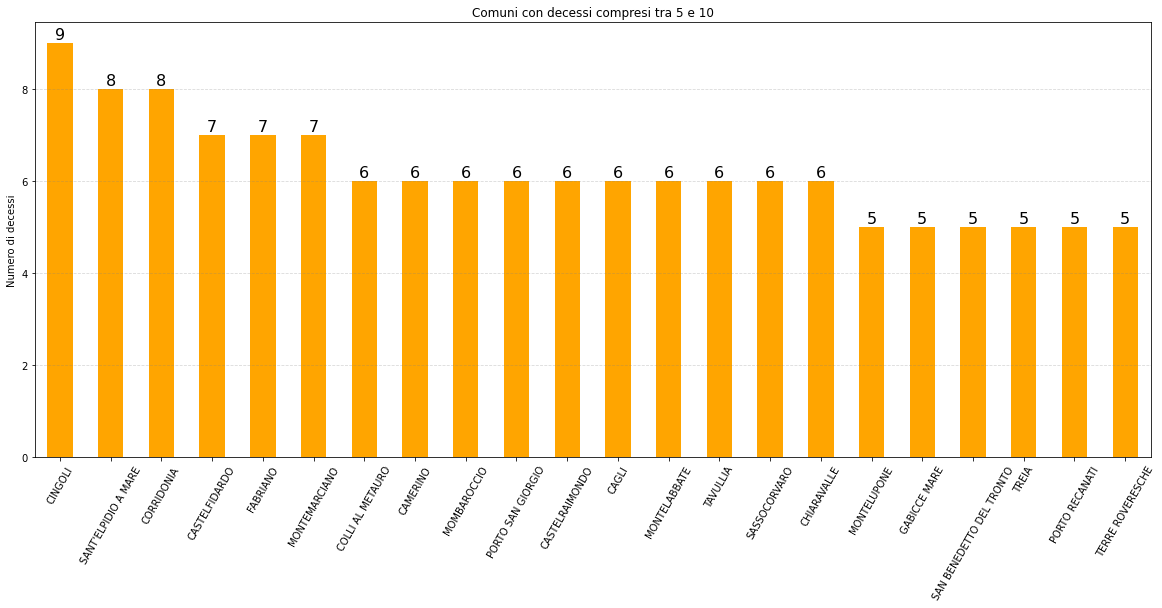 Comuni con decessi compresi tra 5 e 10
Numero di decessi
8
6
4
2
0
9
8
8
7
7
7
6
6
6
6
6
6
6
6
6
6
5
5
5
5
5
5
CINGOLI
SANT'ELPIDIO A MARE
CORRIDONIA
CASTELFIDARDO
FABRIANO
MONTEMARCIANO
COLLI AL METAURO
CAMERINO
MOMBAROCCIO
PORTO SAN GIORGIO
CASTELRAIMONDO
CAGLI
MONTELABBATE
TAVULLIA
SASSOCORVARO
CHIARAVALLE
MONTELUPONE
GABICCE MARE
SAN BENEDETTO DEL TRONTO
TREIA
PORTO RECANATI
TERRE ROVERESCHE